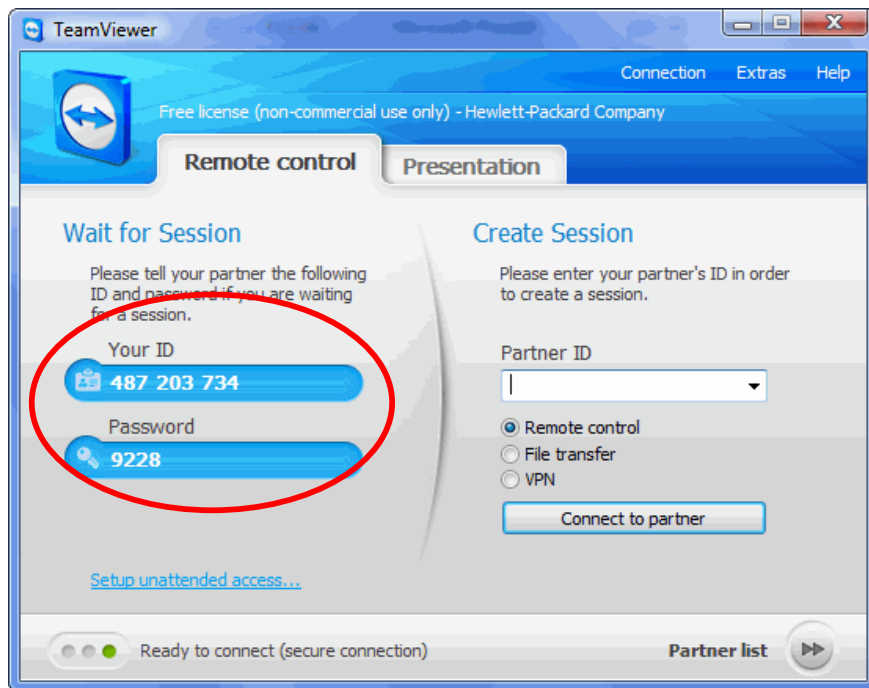 TeamViewer
Connection Extras Help
Free license (non-commercial use only) - Hewlett-Packard Company
Remote control
Presentation
Wait for Session
Please tell your partner the following
ID and password if you are waiting
for a session.
Your ID
487 203 734
Password
9228
Setup unattended access...
Create Session
Please enter your partner's ID in order
to create a session.
Partner ID
Remote control
File transfer
VPN
Connect to partner
Ready to connect (secure connection)
Partner list